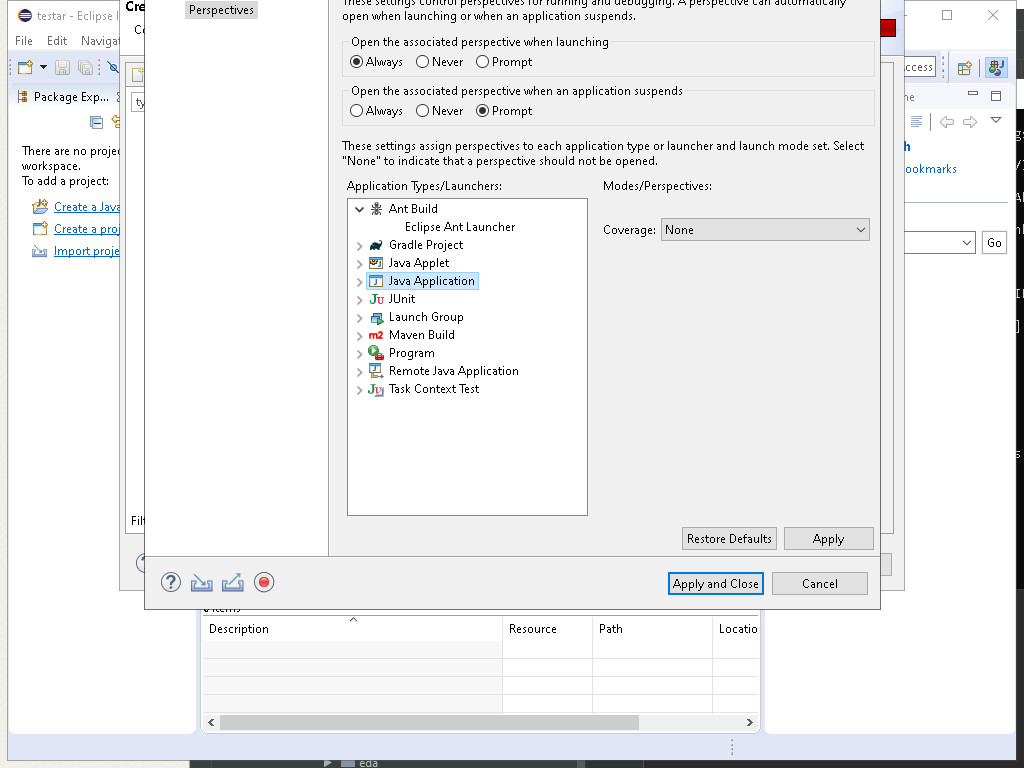 testar - Eclipse I
File Edit Navigat
Package Exp...
There are no projec
workspace.
To add a project:
Create a Java
Create a proj
Import proje
Cre
ty
Filt
Perspectives
These settings control perspectives for running and debugging. A perspective can automatically
open when launching or when an application suspends.
Open the associated perspective when launching
Always Never Prompt
Open the associated perspective when an application suspends
Always Never Prompt
These settings assign perspectives to each application type or launcher and launch mode set. Select
"None" to indicate that a perspective should not be opened.
Application Types/Launchers:
Modes/Perspectives:
Ant Build
Eclipse Ant Launcher
Gradle Project
Java Applet
Java Application
JUnit
Launch Group
Maven Build
Program
Remote Java Application
Task Context Test
Coverage: None
Restore Defaults Apply
Apply and Close Cancel
ccess
ne
h
ookmarks
Go
Description Resource Path Locatio
eda